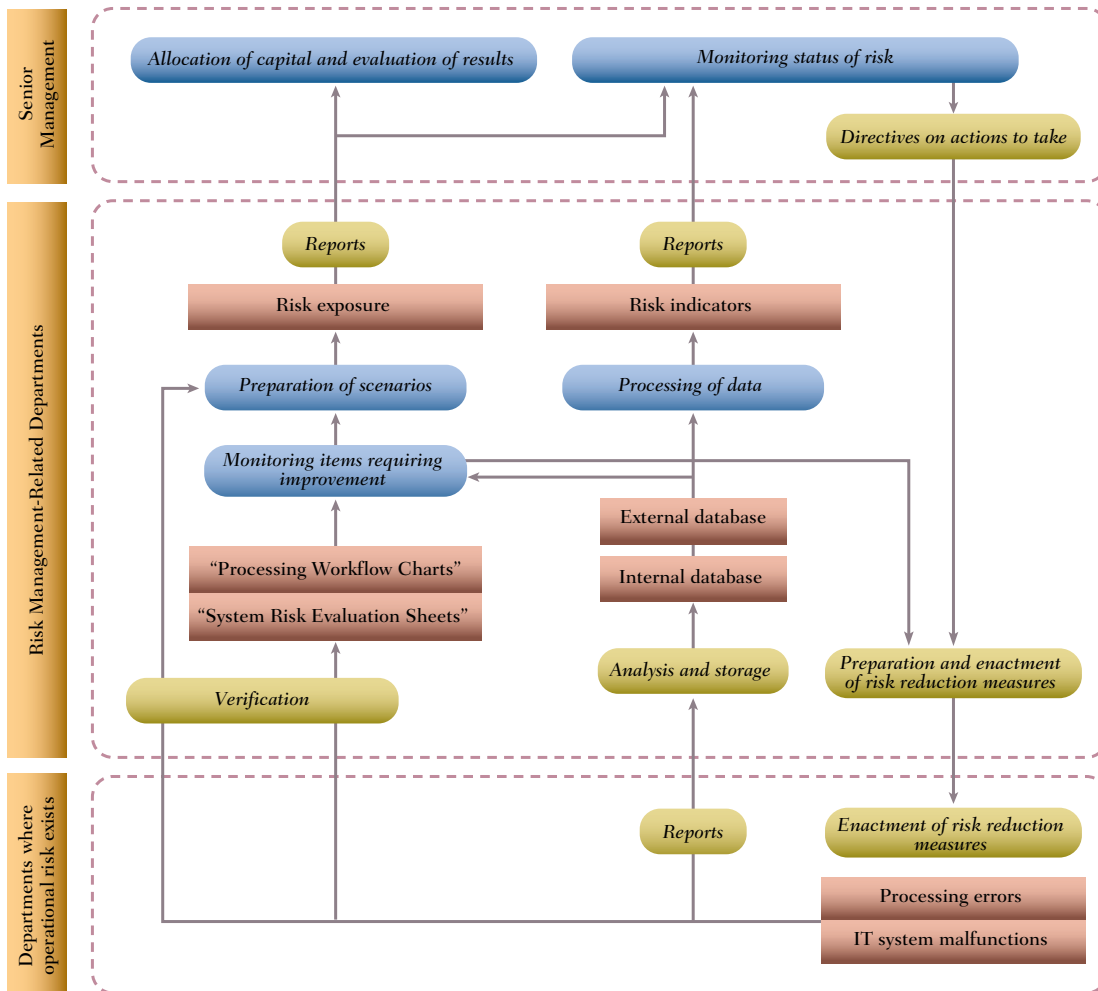 Senior
Management
Allocation of capital and evaluation of results
Monitoring status of risk
Directives on actions to take
Risk Management-Related Departments
Reports
Reports
Risk exposure
Risk indicators
Preparation of scenarios
Processing of data
Monitoring items requiring
improvement
External database
“Processing Workflow Charts”
Internal database
“System Risk Evaluation Sheets”
Analysis and storage
Preparation and enactment
of risk reduction measures
Verification
Departments where
operational risk exists
Reports
Enactment of risk reduction
measures
Processing errors
IT system malfunctions